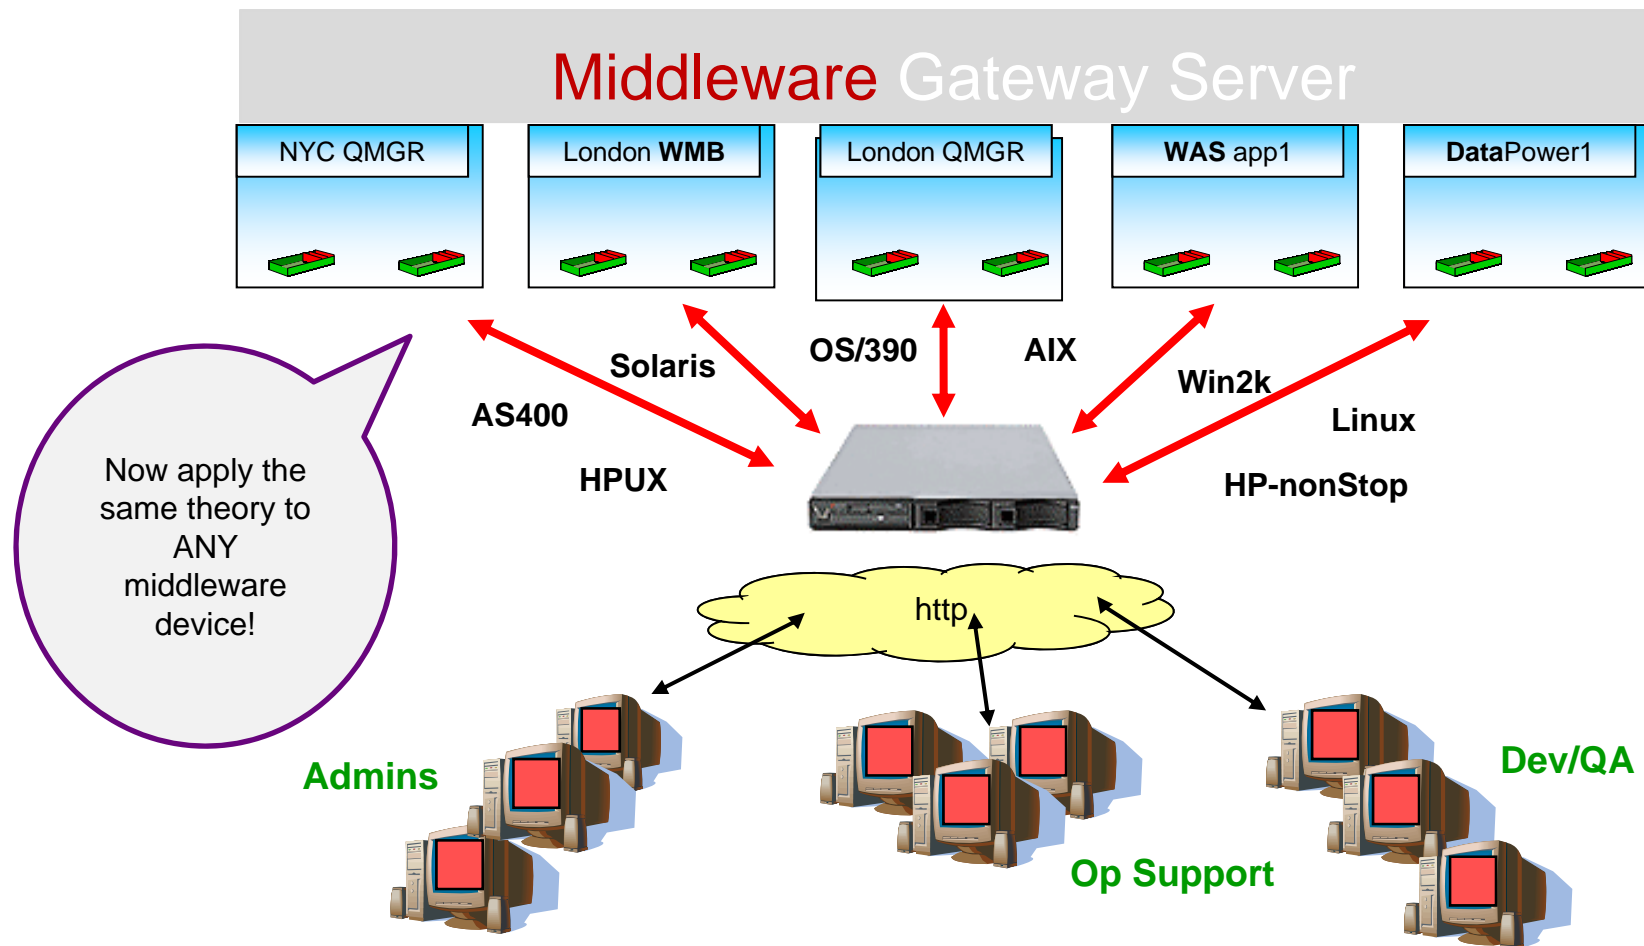 Middleware Gateway Server
NYC QMGR
London WMB
London QMGR
WAS app1
DataPower1
OS/390
AIX
Solaris
Win2k
AS400
Linux
HPUX
HP-nonStop
Now apply the
same theory to
ANY
middleware
device!
http
Admins
Dev/QA
Op Support